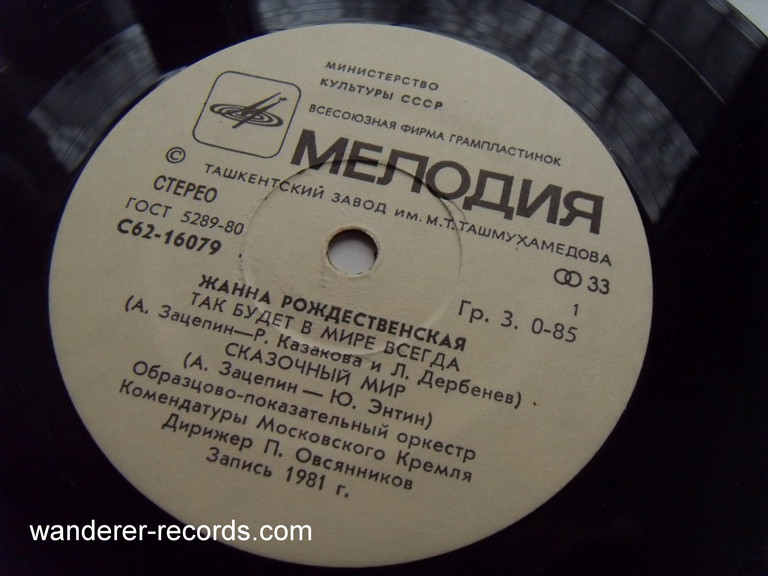 МИНИСТЕРСТВО
КУЛЬТУРЫ СССР
ВСЕСОЮЗНАЯ ФИРМА ГРАМПЛАСТИНОК
МЕЛОДИЯ
© ТАШКЕНТСКИЙ ЗАВОД ИМ. М.Т. ТАШМУХАМЕДОВА
СТЕРЕО
ГОСТ 5289-80
С62-16079
33
1
Гр. 3. 0-85
ЖАННА РОЖДЕСТВЕНСКАЯ
ТАК БУДЕТ В МИРЕ ВСЕГДА
(А. Зацепин—Р. Казакова и Л. Дербенев)
СКАЗОЧНЫЙ МИР
(А. Зацепин — Ю. Энтин)
Образцово-показательный оркестр
Комендатуры Московского Кремля
Дирижер П. Овсянников
Запись 1981 г.
wanderer-records.com